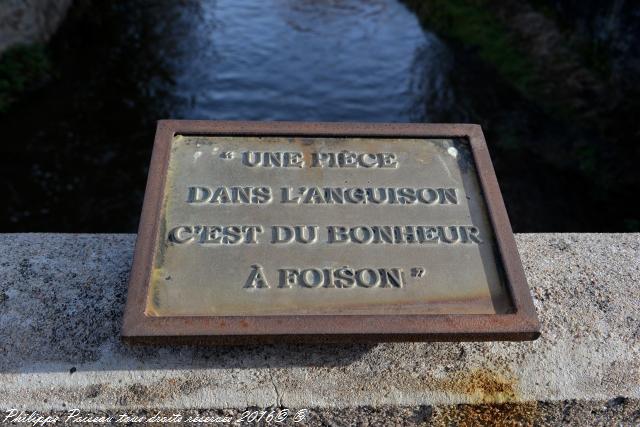 " UNE PIÈCE
DANS L'ANGUISON
C'EST DU BONHEUR
À FOISON "
Philippe Poiseau tous droits réservés 2016 © ®